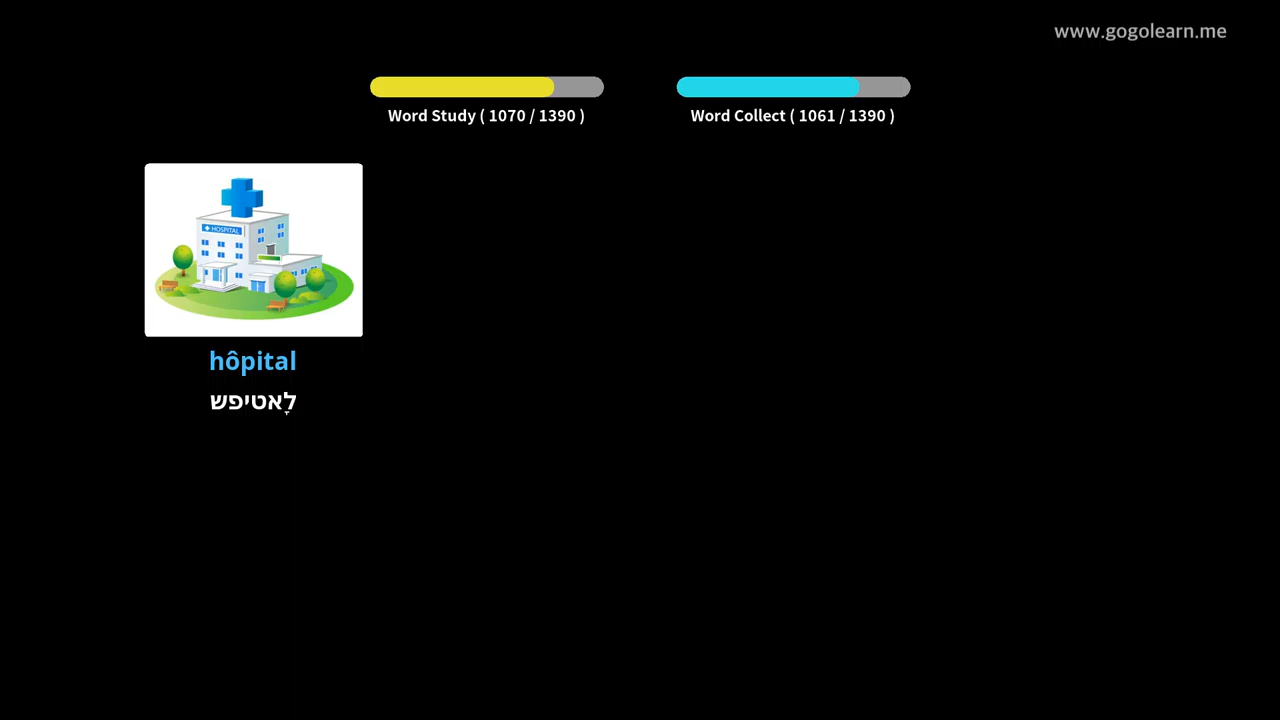 www.gogolearn.me
Word Study ( 1070 / 1390 )
Word Collect ( 1061 / 1390 )
HOSPITAL
hôpital
לָאטיפש